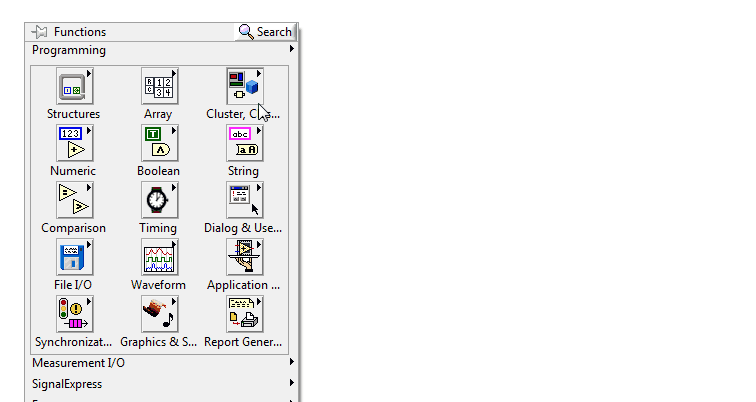 Functions Search
Programming
Structures Array Cluster, C...
Numeric Boolean String
Comparison Timing Dialog & Use...
File I/O Waveform Application ...
Synchronizat... Graphics & S... Report Gener...
Measurement I/O
SignalExpress